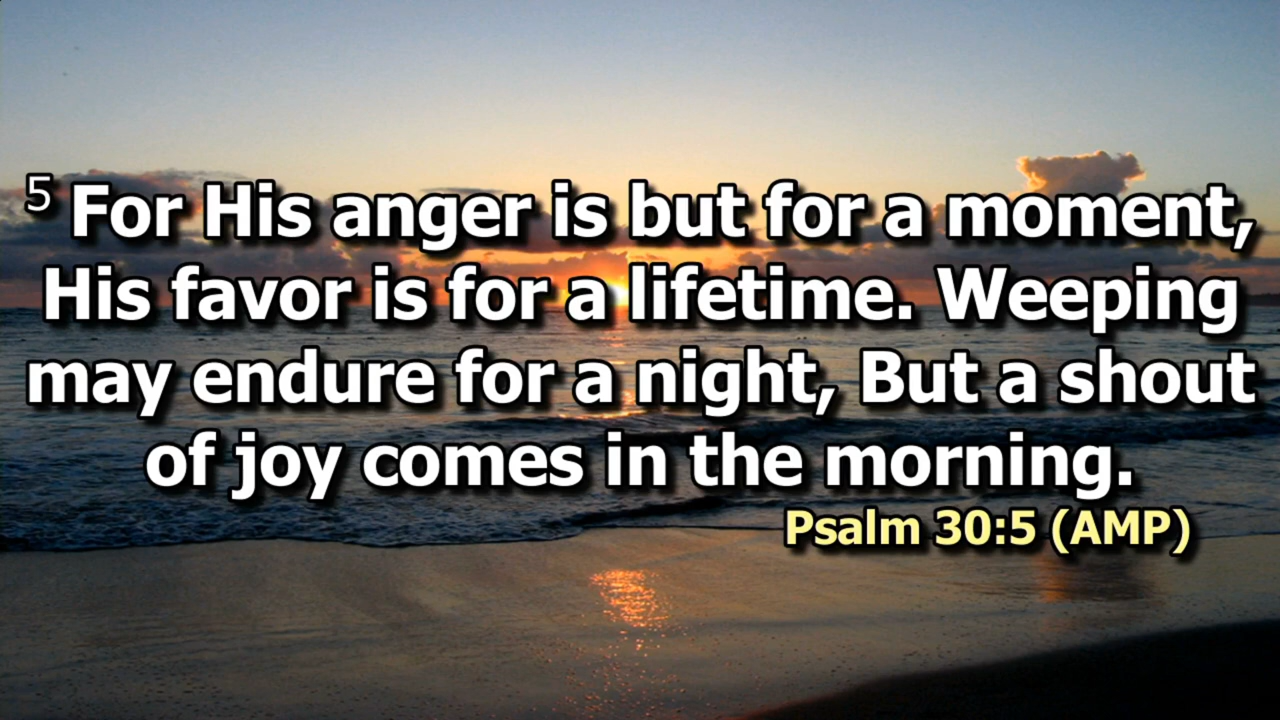 5 For His anger is but for a moment,
His favor is for a lifetime. Weeping
may endure for a night, But a shout
of joy comes in the morning.
Psalm 30:5 (AMP)